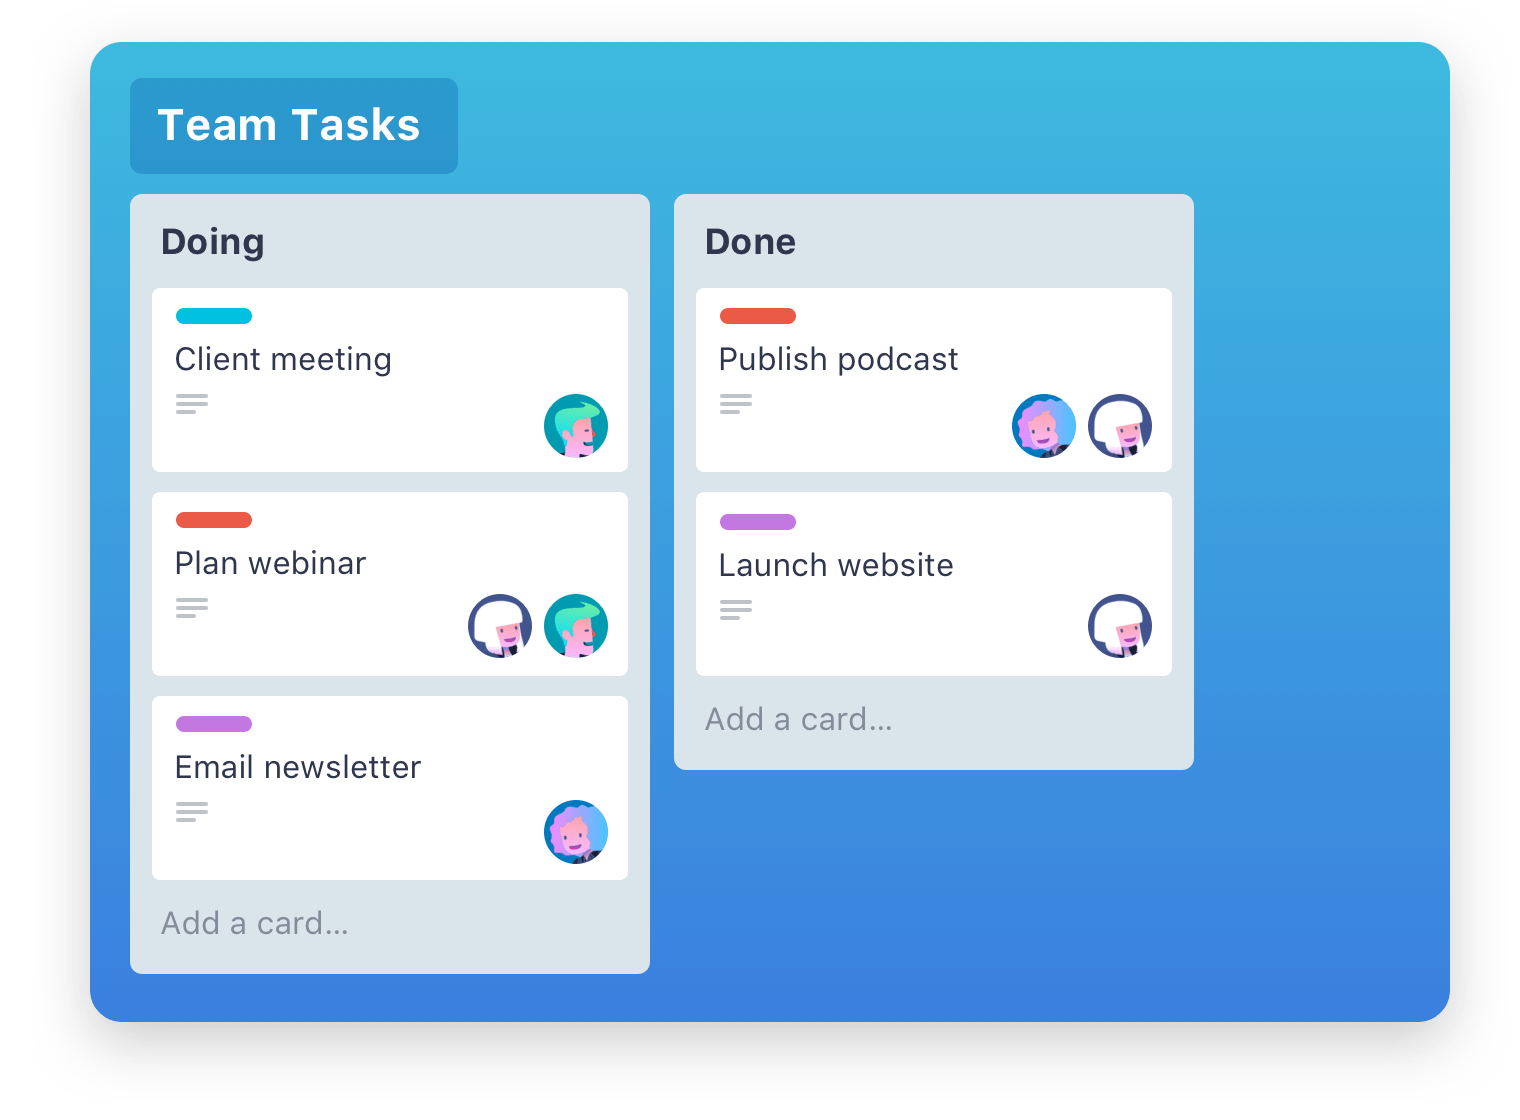 Team Tasks
Doing
Client meeting
Plan webinar
Email newsletter
Add a card...
Done
Publish podcast
Launch website
Add a card...